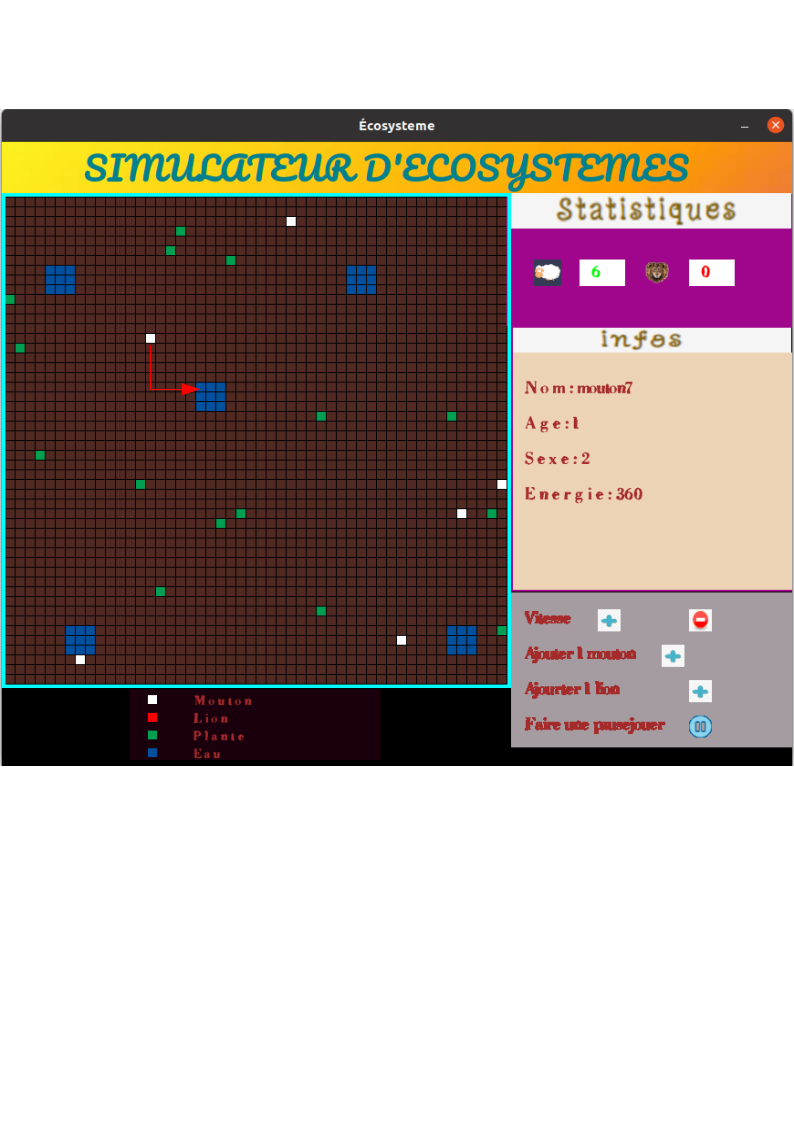 Écosysteme
SIMULATEUR D'ECOSYSTEMES
Statistiques
6 0
infos
Nom:mouton7
Age:1
Sexe:2
Energie:360
Vitesse
Ajouter 1 mouton
Ajourter 1 lion
Faire une pausejouer
Mouton
Lion
Plante
Eau